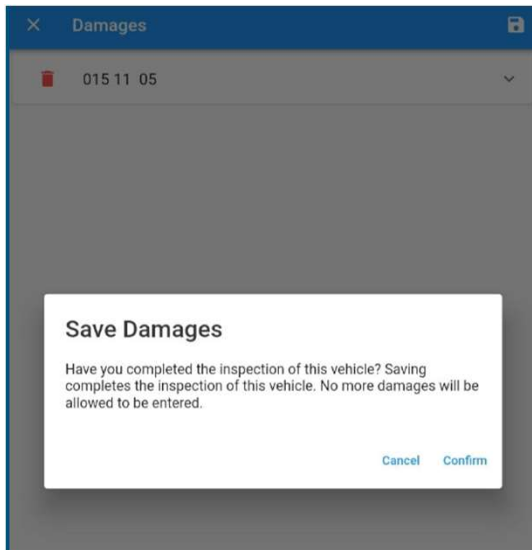 Damages
015 11 05
Save Damages
Have you completed the inspection of this vehicle? Saving
completes the inspection of this vehicle. No more damages will be
allowed to be entered.
Cancel Confirm